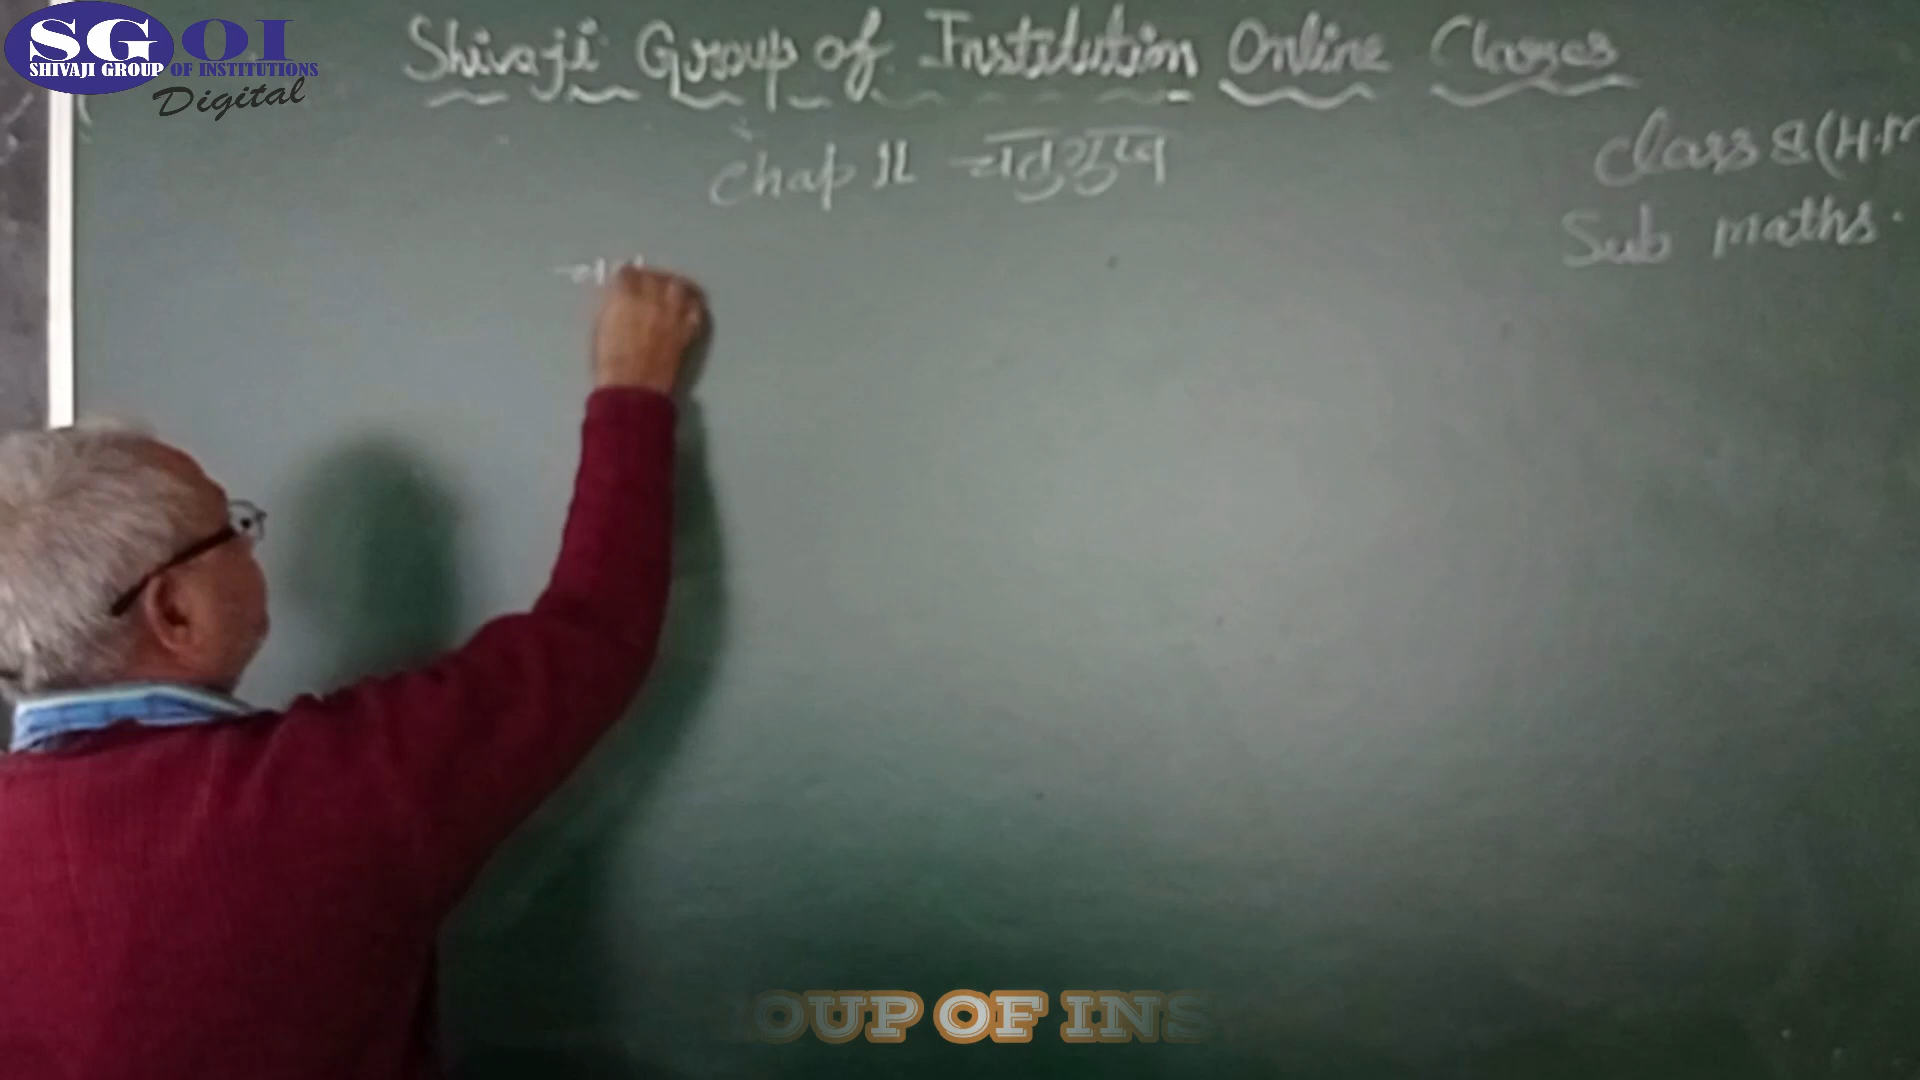 SGOI
SHIVAJI GROUP OF INSTITUTIONS
Digital
Shivaji Group of Institution Online Classes
Chap 11 चतुर्भुज
Class 8 (H.M
Sub maths.
OUP OF INS